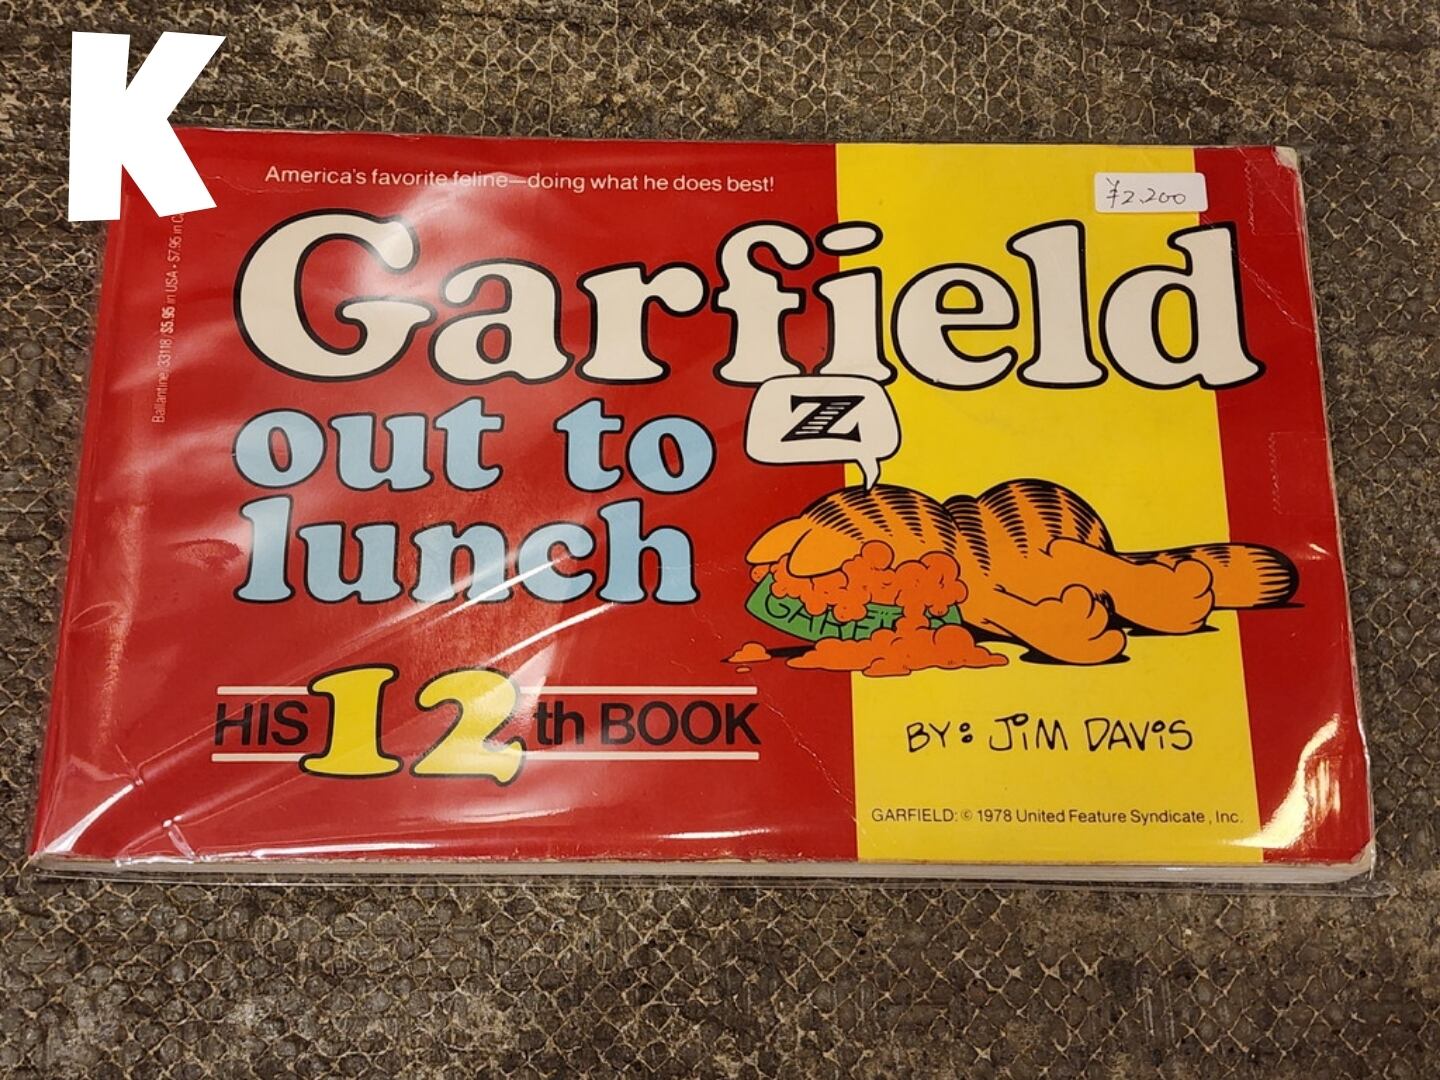 K
America's favorite feline—doing what he does best!
¥2,200
Garfield
out to
lunch
Z
HIS 12th BOOK
BY: JIM DAVIS
GARFIELD: © 1978 United Feature Syndicate, Inc.
Ballantine/33118/$5.95 in USA • $7.95 in